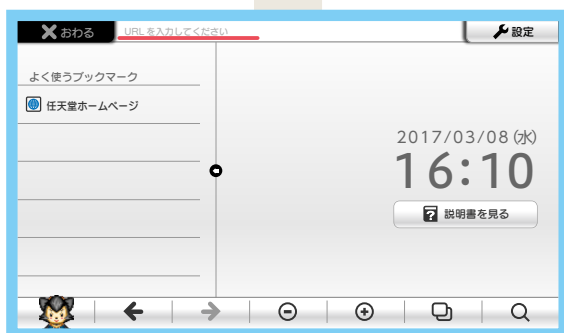 おわる
URLを入力してください
設定
よく使うブックマーク
任天堂ホームページ
2017/03/08(水)
16:10
? 説明書を見る